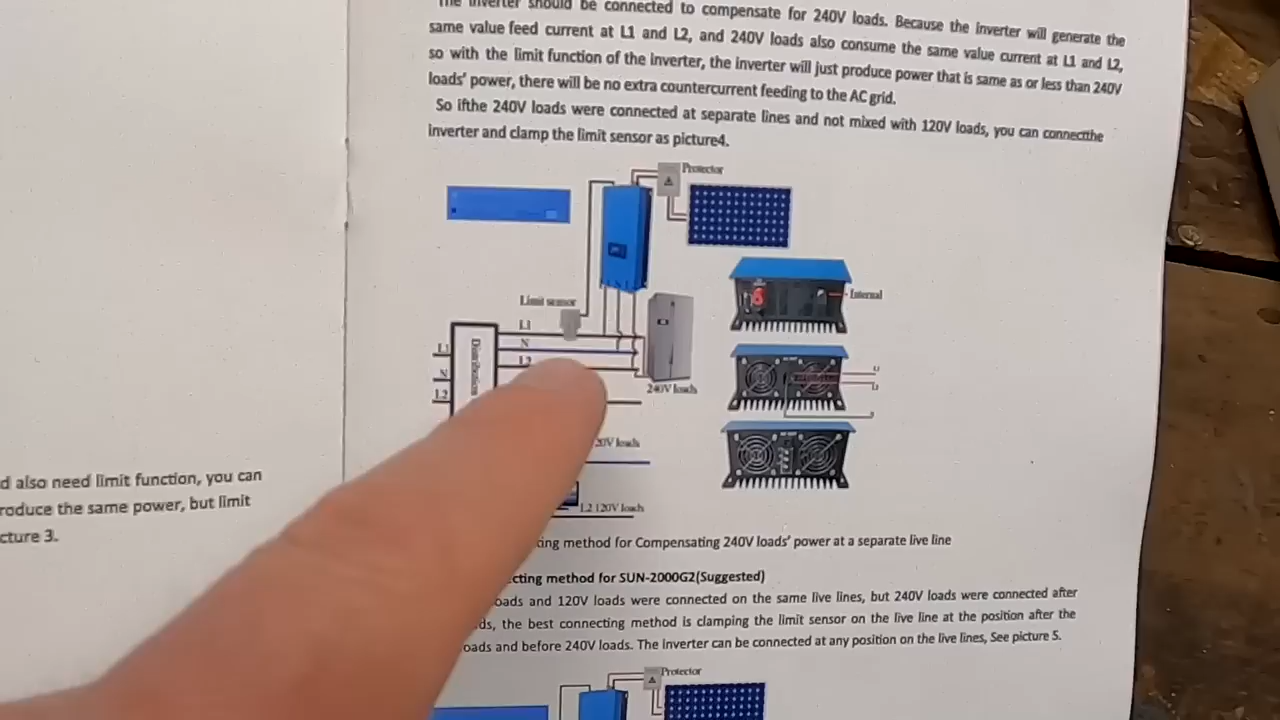 The inverter should be connected to compensate for 240V loads. Because the inverter will generate the
same value feed current at L1 and L2, and 240V loads also consume the same value current at L1 and L2,
so with the limit function of the inverter, the inverter will just produce power that is same as or less than 240V
loads' power, there will be no extra countercurrent feeding to the AC grid.
So ifthe 240V loads were connected at separate lines and not mixed with 120V loads, you can connectthe
inverter and clamp the limit sensor as picture4.
Protector
Internal
Limit sensor
L1
N
L2
L1
N
L2
Distribution
240V loads
20V loads
L2 120V loads
d also need limit function, you can
roduce the same power, but limit
cture 3.
ting method for Compensating 240V loads' power at a separate live line
cting method for SUN-2000G2(Suggested)
oads and 120V loads were connected on the same live lines, but 240V loads were connected after
ds, the best connecting method is clamping the limit sensor on the live line at the position after the
oads and before 240V loads. The inverter can be connected at any position on the live lines, See picture 5.
Protector